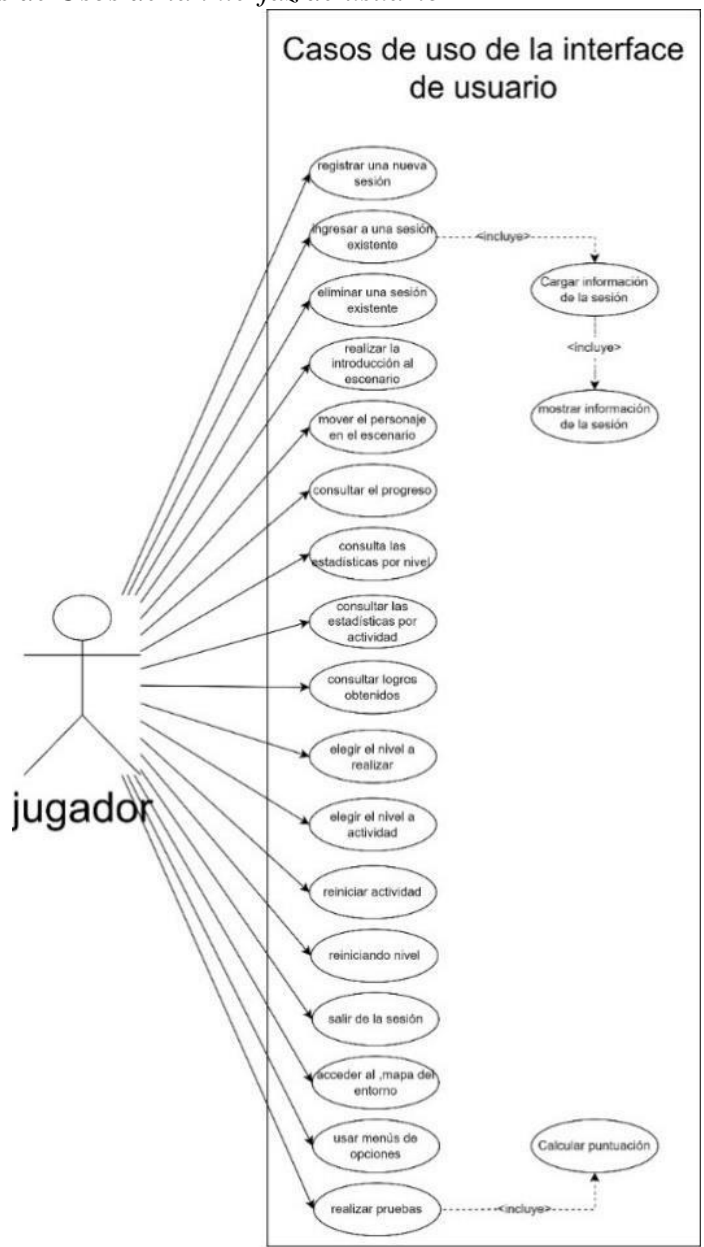 Casos de uso de la interface
de usuario
registrar una nueva
sesión
ingresar a una sesión
existente
<incluye>
Cargar información
de la sesión
eliminar una sesión
existente
<incluye>
realizar la
introducción al
escenario
mostrar información
de la sesión
mover el personaje
en el escenario
consultar el progreso
consulta las
estadísticas por nivel
consultar las
estadísticas por
actividad
consultar logros
obtenidos
elegir el nivel a
realizar
jugador
elegir el nivel a
actividad
reiniciar actividad
reiniciando nivel
salir de la sesión
acceder al ,mapa del
entorno
usar menús de
opciones
Calcular puntuación
realizar pruebas
<incluye>